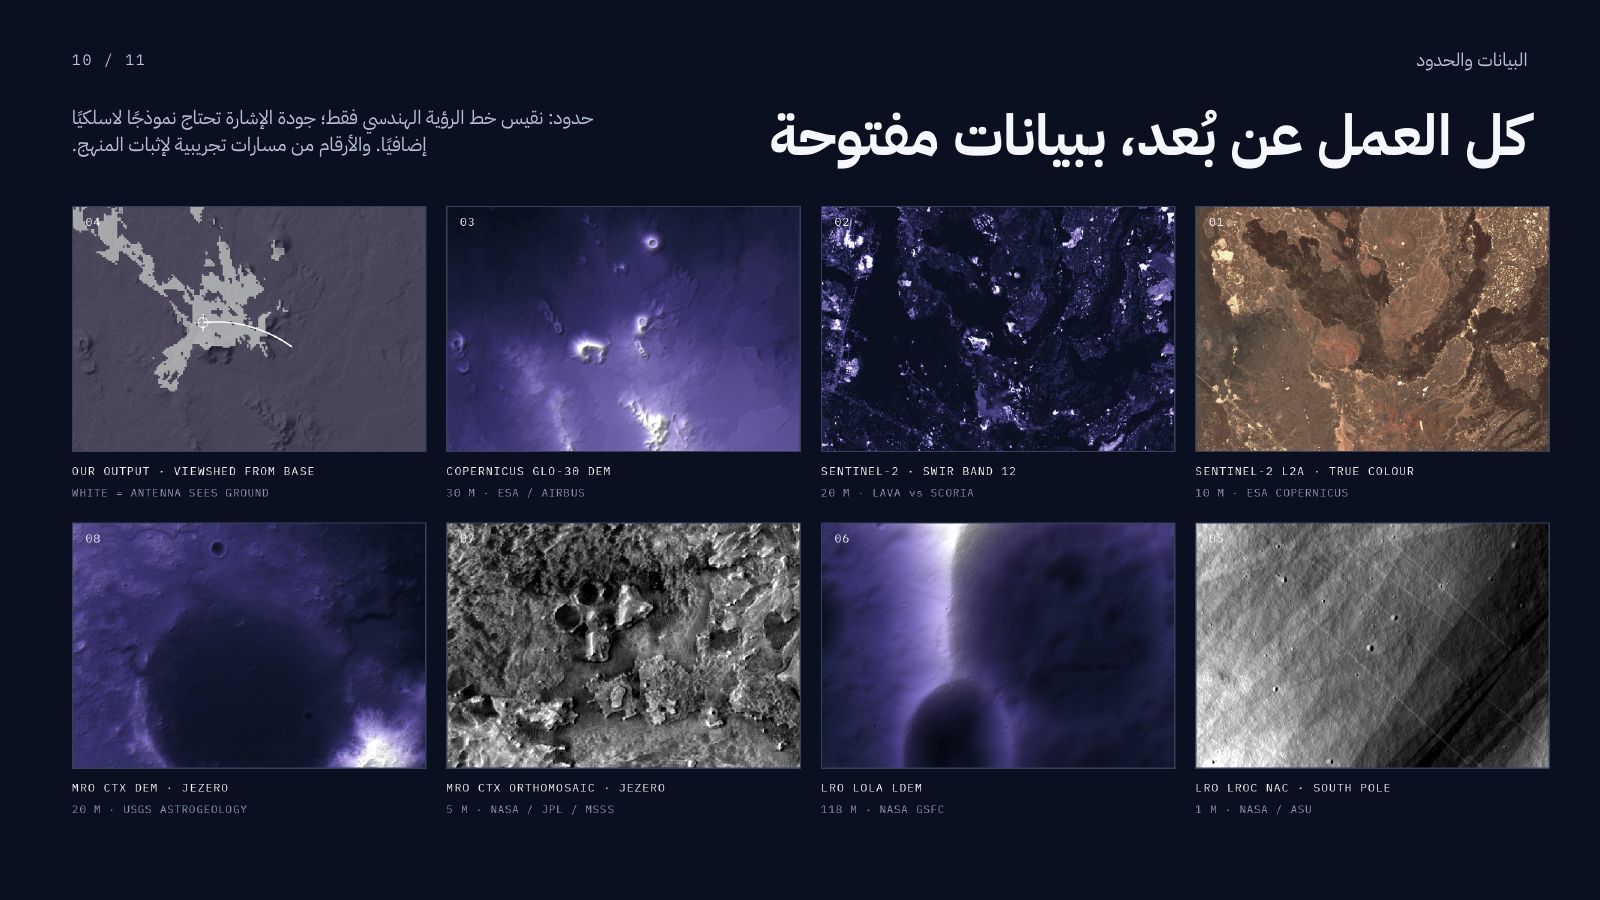 البيانات والحدود
10 / 11
كل العمل عن بُعد، ببيانات مفتوحة
حدود: نقيس خط الرؤية الهندسي فقط؛ جودة الإشارة تحتاج نموذجًا لاسلكيًا
إضافيًا. والأرقام من مسارات تجريبية لإثبات المنهج.
01
SENTINEL-2 L2A · TRUE COLOUR
10 M · ESA COPERNICUS
02
SENTINEL-2 · SWIR BAND 12
20 M · LAVA vs SCORIA
03
COPERNICUS GLO-30 DEM
30 M · ESA / AIRBUS
04
OUR OUTPUT · VIEWSHED FROM BASE
WHITE = ANTENNA SEES GROUND
05
LRO LROC NAC · SOUTH POLE
1 M · NASA / ASU
06
LRO LOLA LDEM
118 M · NASA GSFC
07
MRO CTX ORTHOMOSAIC · JEZERO
5 M · NASA / JPL / MSSS
08
MRO CTX DEM · JEZERO
20 M · USGS ASTROGEOLOGY